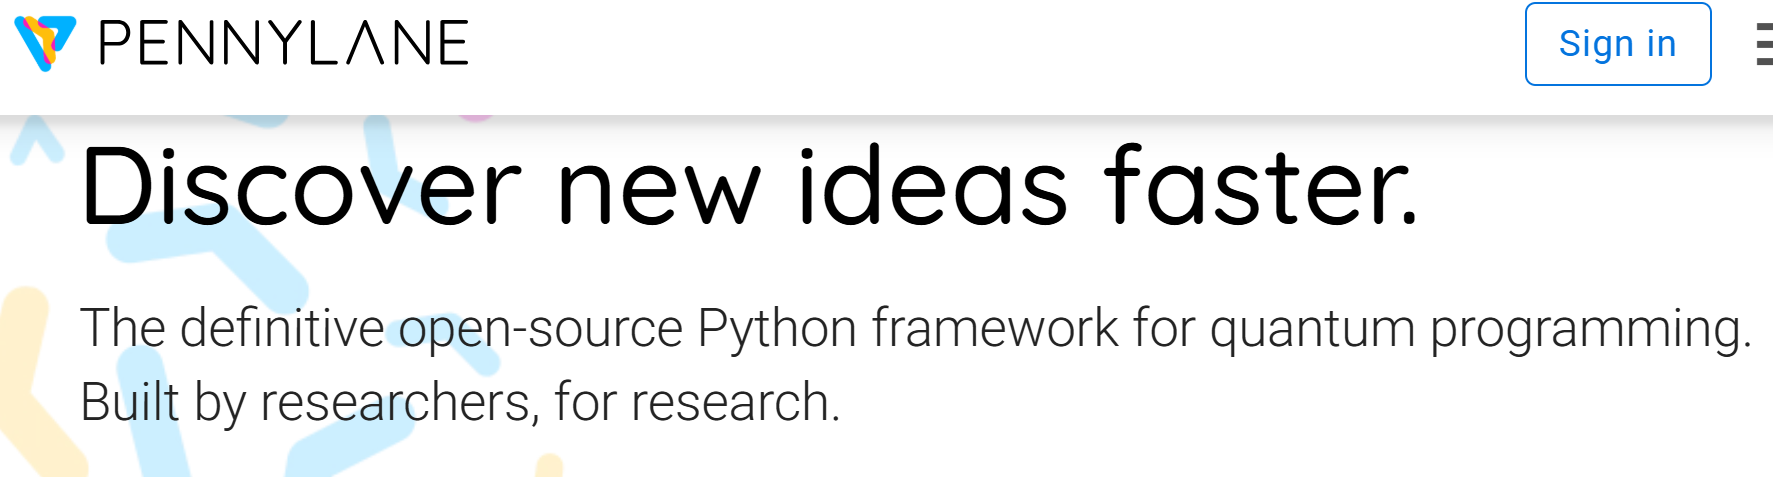 PENNYLANE
Sign in
Discover new ideas faster.
The definitive open-source Python framework for quantum programming.
Built by researchers, for research.